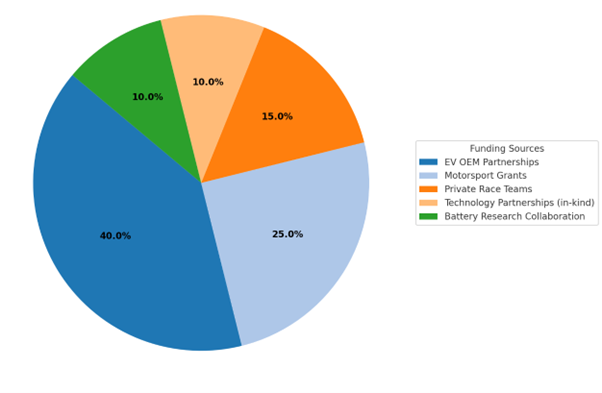 10.0%
10.0%
15.0%
40.0%
25.0%
Funding Sources
EV OEM Partnerships
Motorsport Grants
Private Race Teams
Technology Partnerships (in-kind)
Battery Research Collaboration